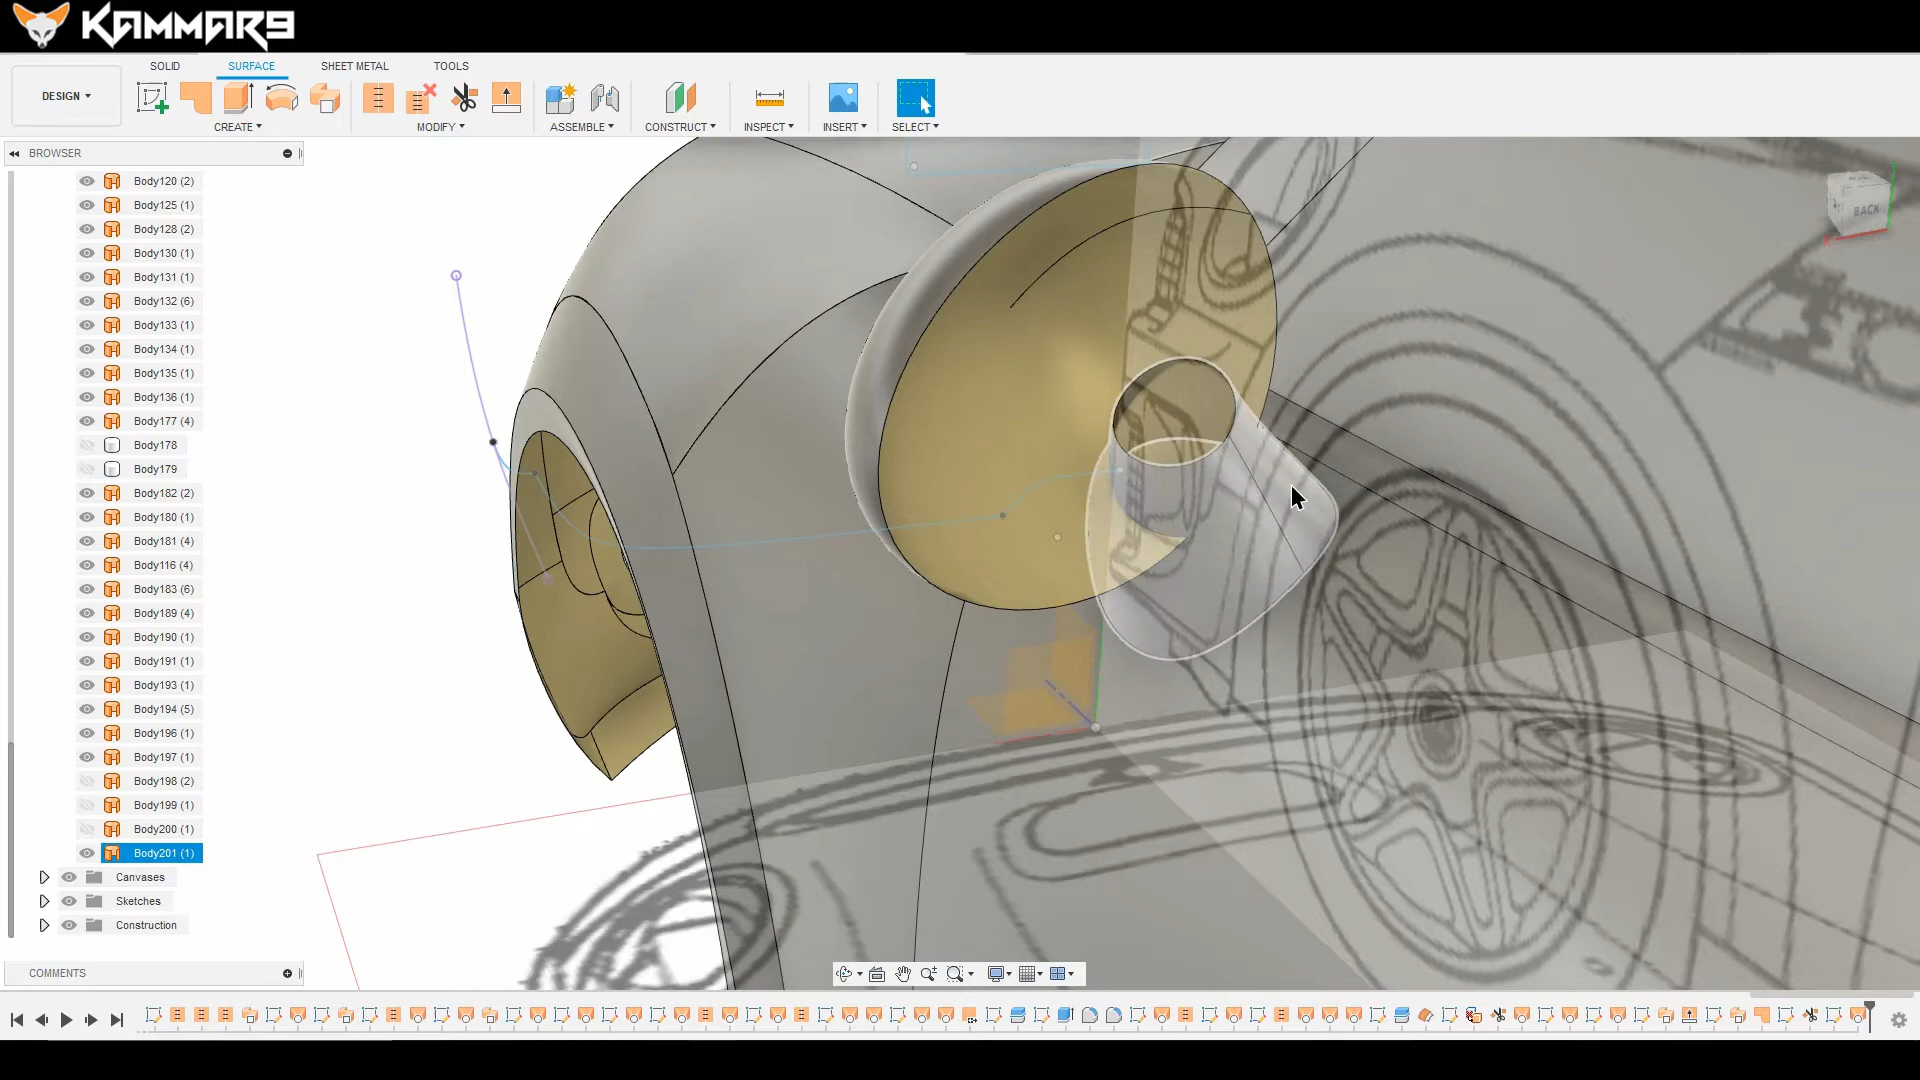 KAMMAR9
SOLID SURFACE SHEET METAL TOOLS
DESIGN
CREATE MODIFY ASSEMBLE CONSTRUCT INSPECT INSERT SELECT
BROWSER
Body120 (2)
Body125 (1)
Body128 (2)
Body130 (1)
Body131 (1)
Body132 (6)
Body133 (1)
Body134 (1)
Body135 (1)
Body136 (1)
Body177 (4)
Body178
Body179
Body182 (2)
Body180 (1)
Body181 (4)
Body116 (4)
Body183 (6)
Body189 (4)
Body190 (1)
Body191 (1)
Body193 (1)
Body194 (5)
Body196 (1)
Body197 (1)
Body198 (2)
Body199 (1)
Body200 (1)
Body201 (1)
Canvases
Sketches
Construction
COMMENTS
BACK